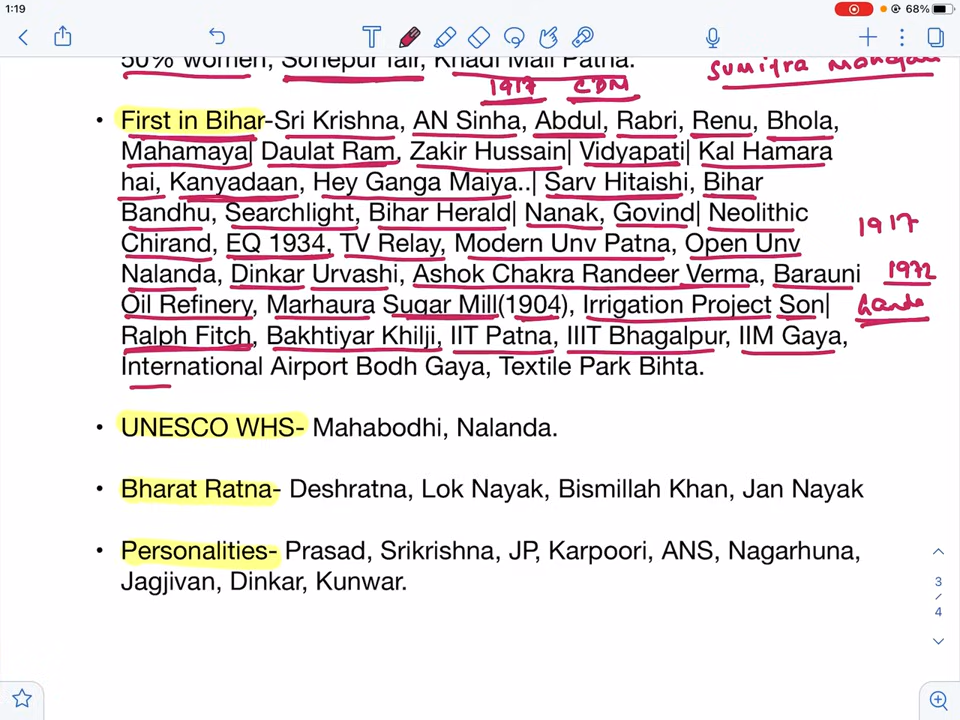 1:19
68%
50% women, Sonepur fair, Khadi Mall Patna.
Sumitra
1917 CDM
• First in Bihar-Sri Krishna, AN Sinha, Abdul, Rabri, Renu, Bhola,
Mahamaya| Daulat Ram, Zakir Hussain| Vidyapati| Kal Hamara
hai, Kanyadaan, Hey Ganga Maiya..| Sarv Hitaishi, Bihar
Bandhu, Searchlight, Bihar Herald| Nanak, Govind| Neolithic
1917
Chirand, EQ 1934, TV Relay, Modern Unv Patna, Open Unv
Nalanda, Dinkar Urvashi, Ashok Chakra Randeer Verma, Barauni
1972
Oil Refinery, Marhaura Sugar Mill(1904), Irrigation Project Son|
Ralph Fitch, Bakhtiyar Khilji, IIT Patna, IIIT Bhagalpur, IIM Gaya,
International Airport Bodh Gaya, Textile Park Bihta.
• UNESCO WHS- Mahabodhi, Nalanda.
• Bharat Ratna- Deshratna, Lok Nayak, Bismillah Khan, Jan Nayak
• Personalities- Prasad, Srikrishna, JP, Karpoori, ANS, Nagarhuna,
Jagjivan, Dinkar, Kunwar.
3
/
4